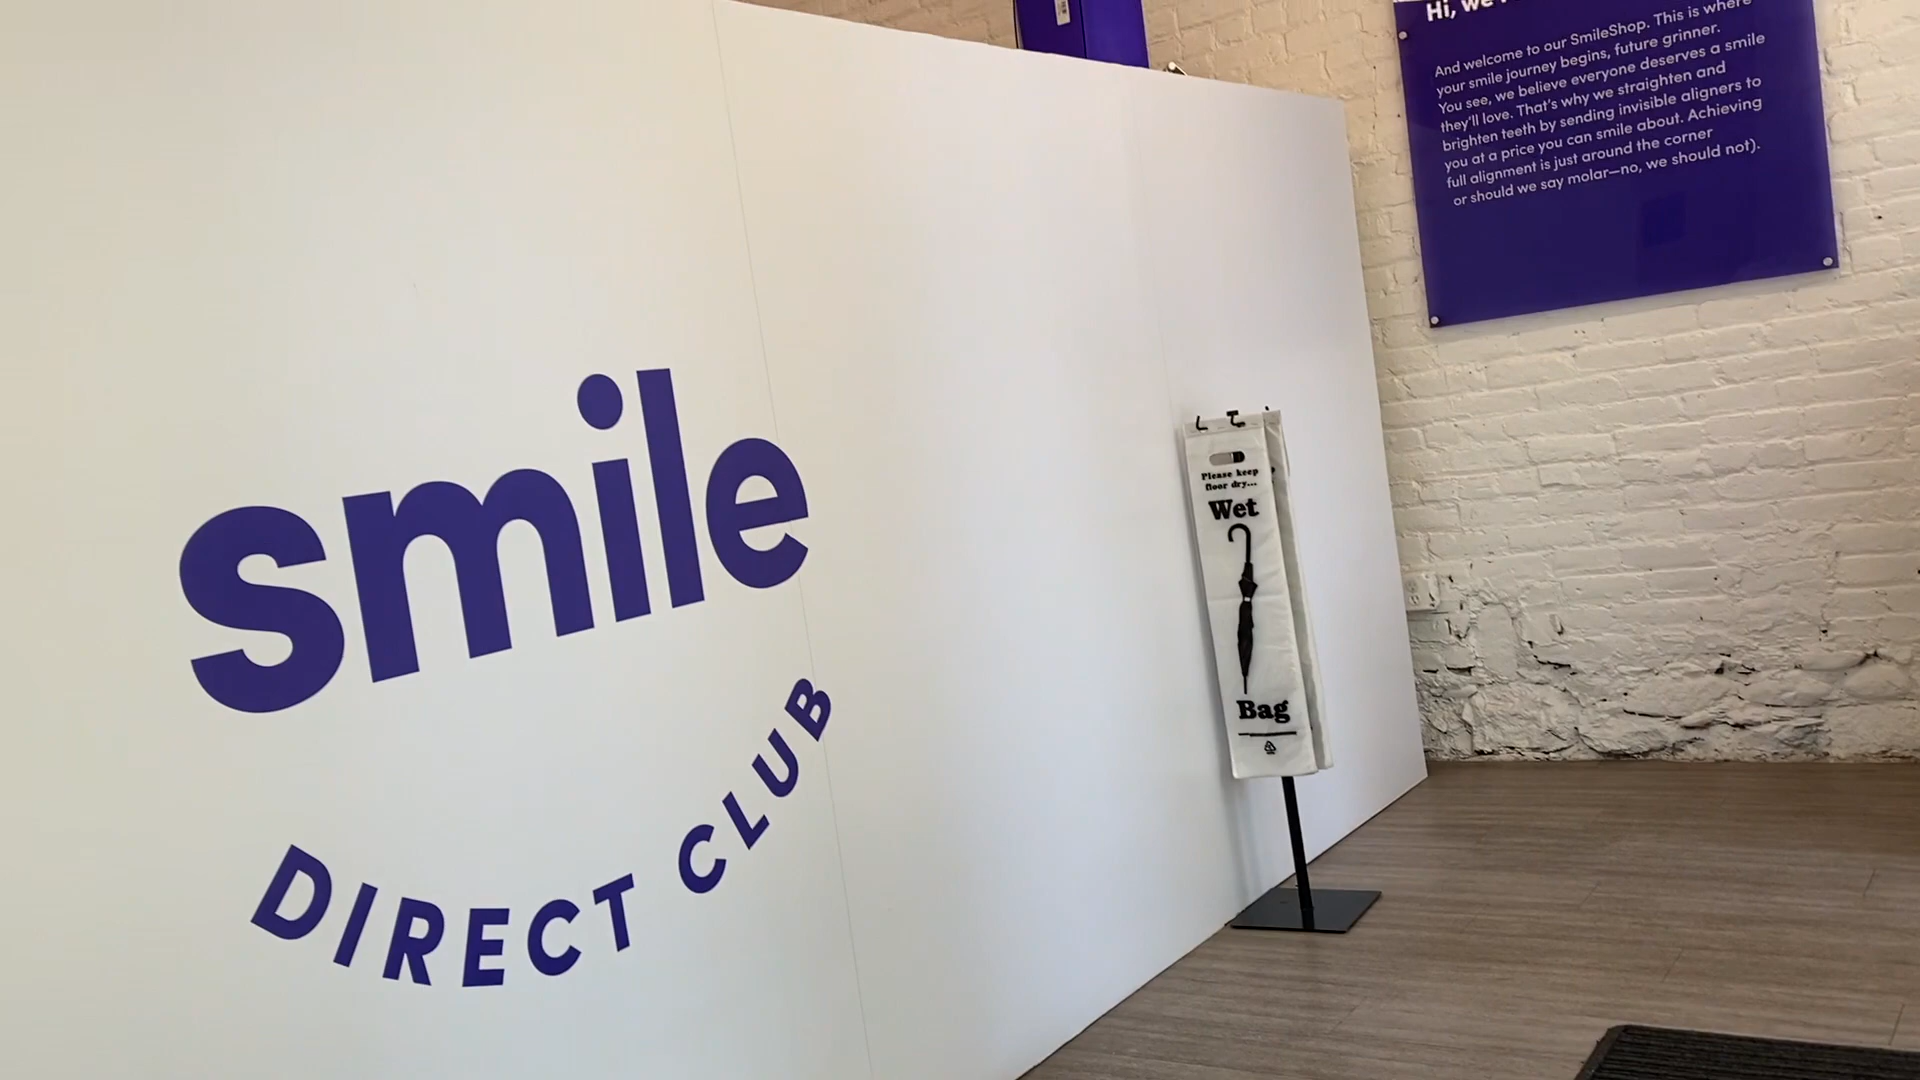 smile
DIRECT CLUB
Please keep
floor dry...
Wet
Bag
Hi, we
And welcome to our SmileShop. This is where
your smile journey begins, future grinner.
You see, we believe everyone deserves a smile
they'll love. That's why we straighten and
brighten teeth by sending invisible aligners to
you at a price you can smile about. Achieving
full alignment is just around the corner
or should we say molar—no, we should not).